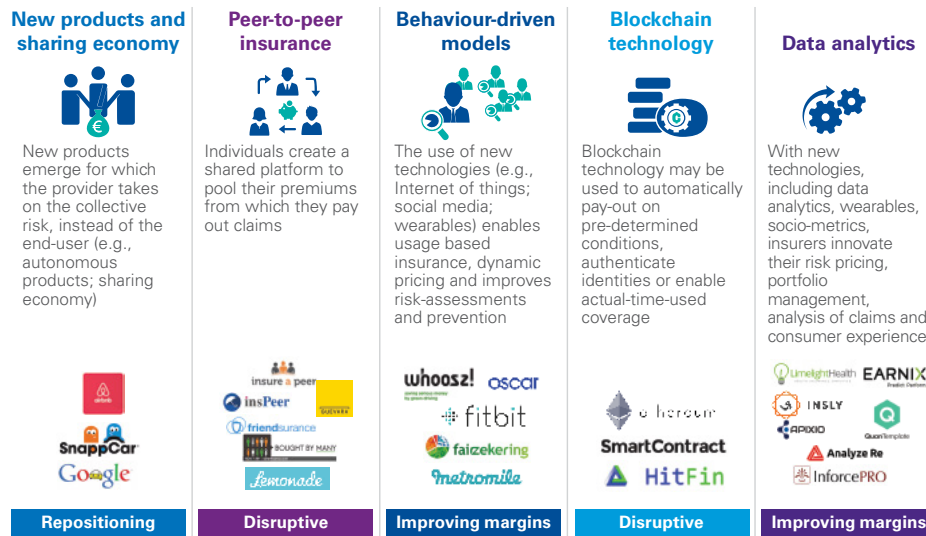 New products and
sharing economy
New products
emerge for which
the provider takes
on the collective
risk, instead of the
end-user (e.g.,
autonomous
products; sharing
economy)
airbnb
SnappCar
Google
Repositioning
Peer-to-peer
insurance
Individuals create a
shared platform to
pool their premiums
from which they pay
out claims
insure a peer
insPeer
GUEVARA
friendsurance
BOUGHT BY MANY
Lemonade
Disruptive
Behaviour-driven
models
The use of new
technologies (e.g.,
Internet of things;
social media;
wearables) enables
usage based
insurance, dynamic
pricing and improves
risk-assessments
and prevention
whoosz!
oscar
fitbit
faizekering
metromile
Improving margins
Blockchain
technology
Blockchain
technology may be
used to automatically
pay-out on
pre-determined
conditions,
authenticate
identities or enable
actual-time-used
coverage
SmartContract
HitFin
Disruptive
Data analytics
With new
technologies,
including data
analytics, wearables,
socio-metrics,
insurers innovate
their risk pricing,
portfolio
management,
analysis of claims and
consumer experience
LimelightHealth
EARNIX
INSLY
APIXIO
QuanTemplate
Analyze Re
InforcePRO
Improving margins